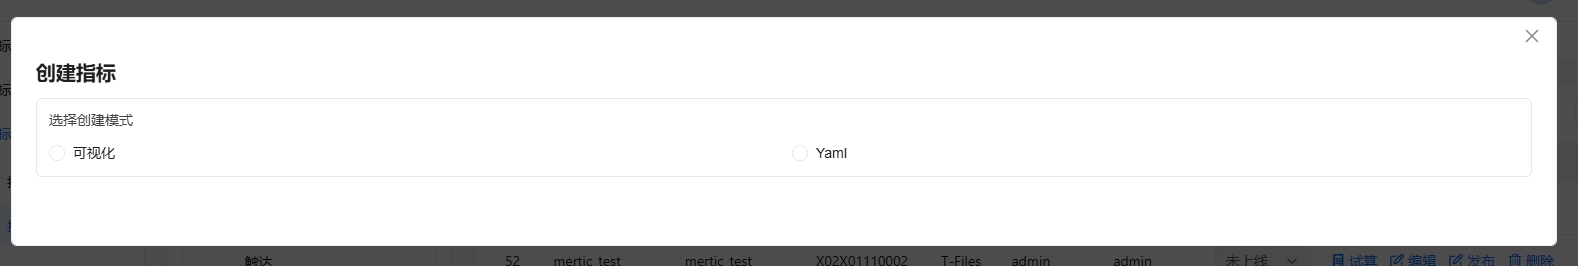 创建指标
选择创建模式
可视化 Yaml
触达 52 mertic_test mertic_test X02X01110002 T-Files admin admin 未上线 试算 编辑 发布 删除